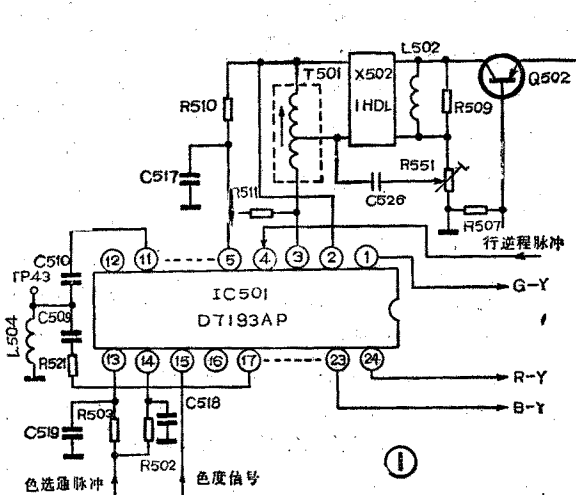 L502
T501
X502
1HDL
Q502
R510
R509
C517
R551
R511
C526
R507
行逆程脉冲
C510
12
11
5
4
3
2
1
TP43
IC501
D7193AP
G-Y
L504
C509
R521
13
14
15
16
17
23
24
R-Y
B-Y
C519
R503
C518
R502
色选通脉冲
色度信号
1